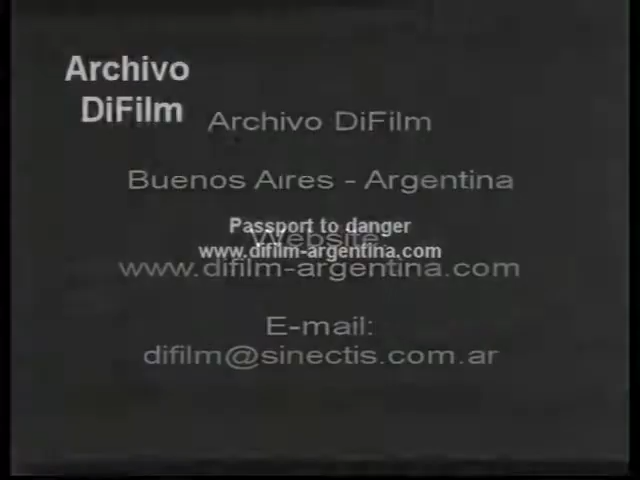 Archivo
DiFilm
Archivo DiFilm
Buenos Aires - Argentina
Passport to danger
Website:
www.difilm-argentina.com
www.difilm-argentina.com
E-mail:
difilm@sinectis.com.ar